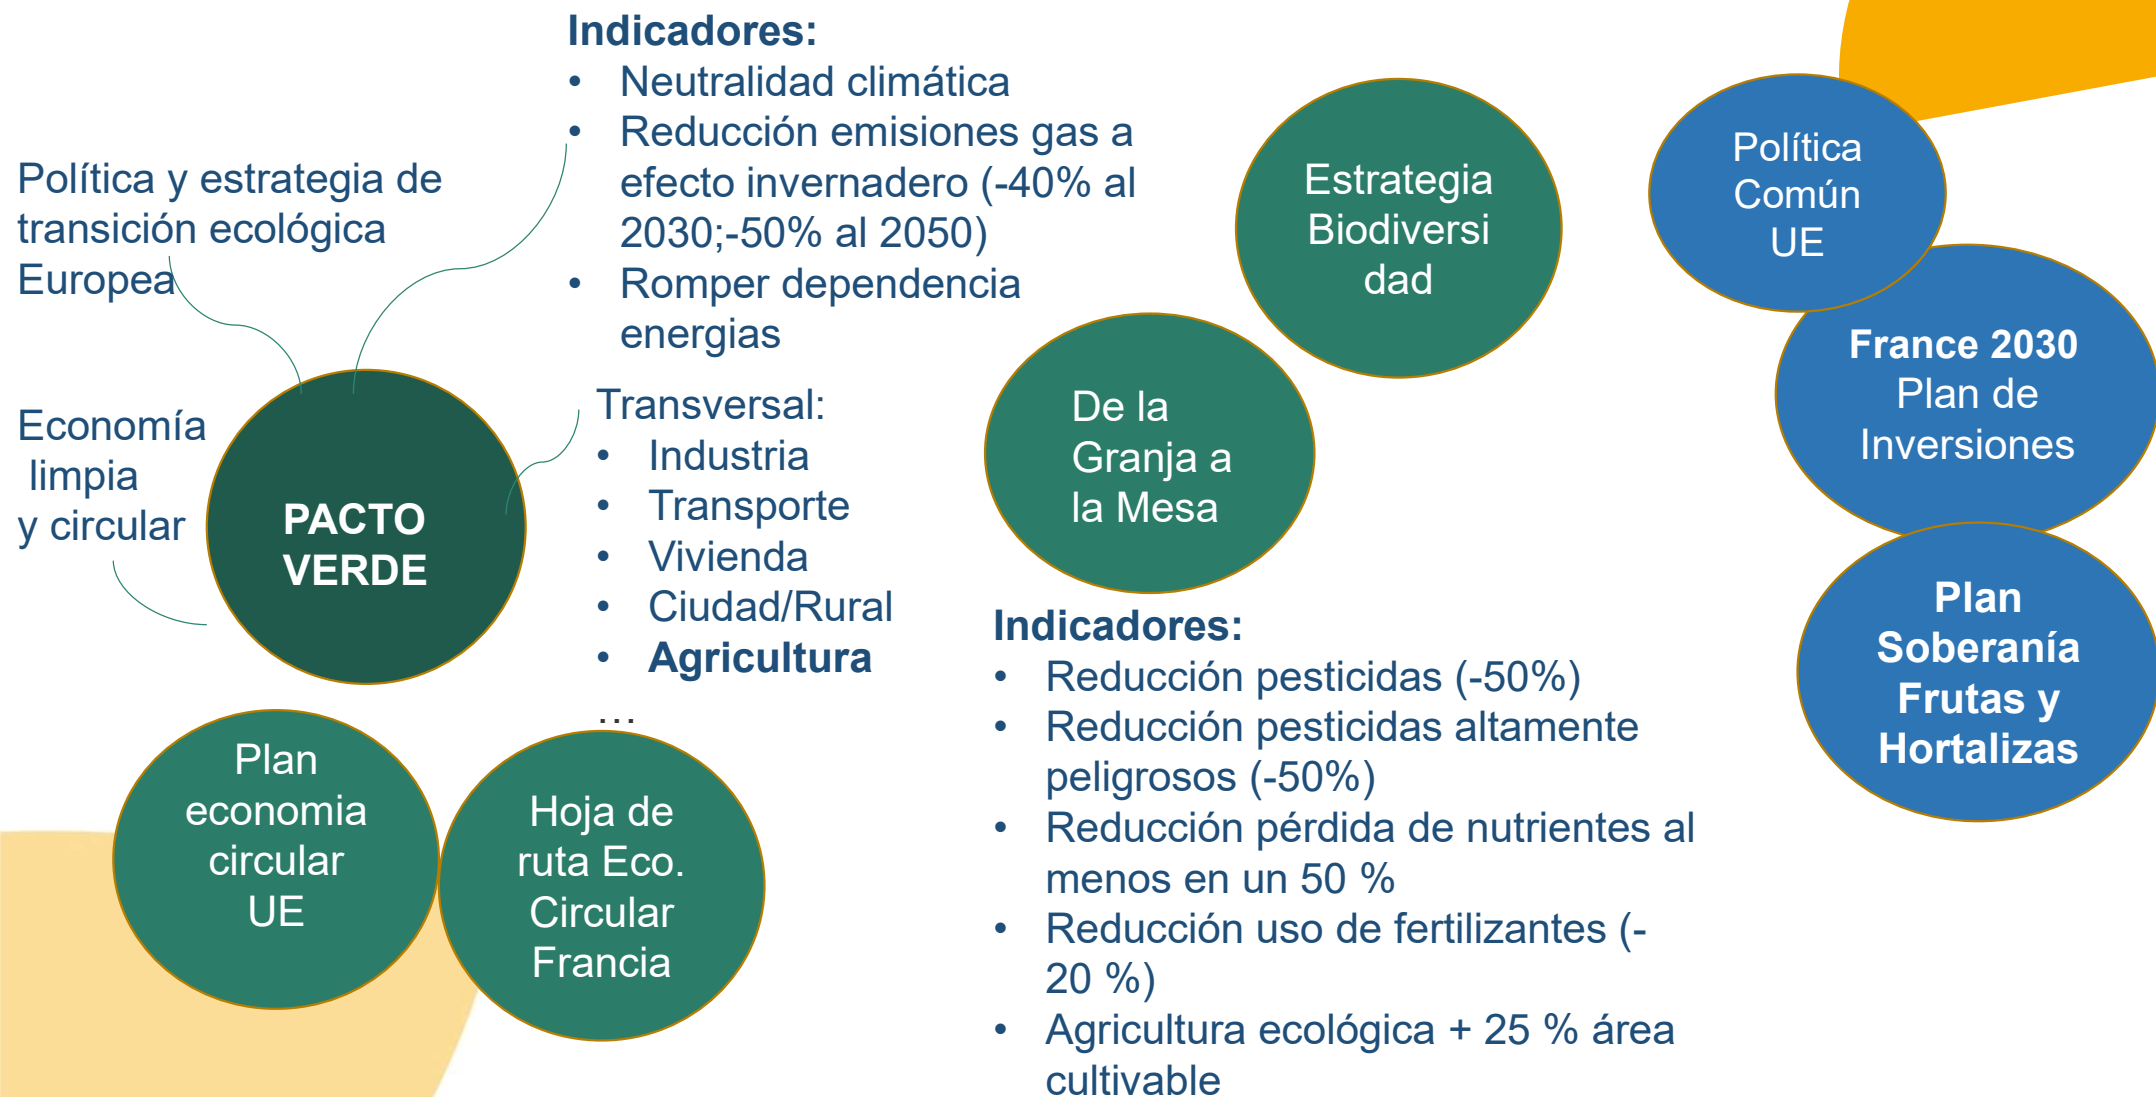 Política y estrategia de
transición ecológica
Europea
Economía
limpia
y circular
PACTO
VERDE
Indicadores:
• Neutralidad climática
• Reducción emisiones gas a
efecto invernadero (-40% al
2030;-50% al 2050)
• Romper dependencia
energias
Transversal:
• Industria
• Transporte
• Vivienda
• Ciudad/Rural
• Agricultura
…
Plan
economia
circular
UE
Hoja de
ruta Eco.
Circular
Francia
Estrategia
Biodiversi
dad
De la
Granja a
la Mesa
Indicadores:
• Reducción pesticidas (-50%)
• Reducción pesticidas altamente
peligrosos (-50%)
• Reducción pérdida de nutrientes al
menos en un 50 %
• Reducción uso de fertilizantes (-
20 %)
• Agricultura ecológica + 25 % área
cultivable
Política
Común
UE
France 2030
Plan de
Inversiones
Plan
Soberanía
Frutas y
Hortalizas